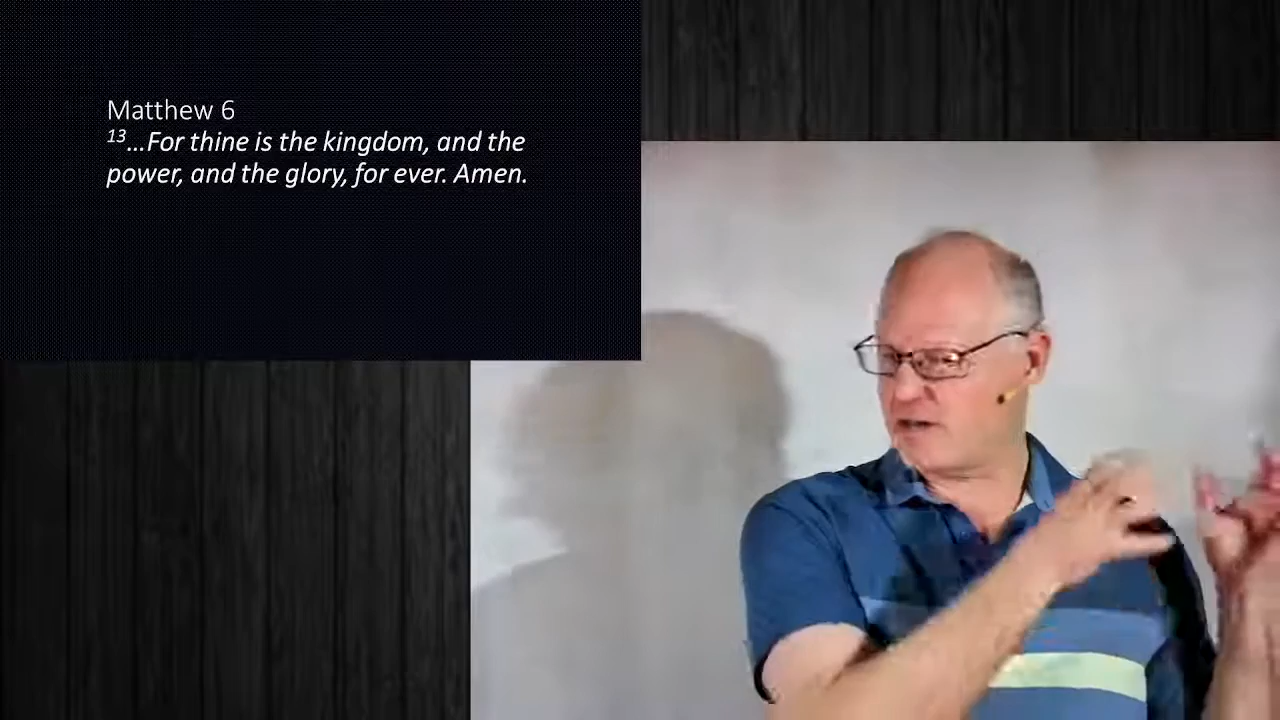 Matthew 6
13...For thine is the kingdom, and the
power, and the glory, for ever. Amen.